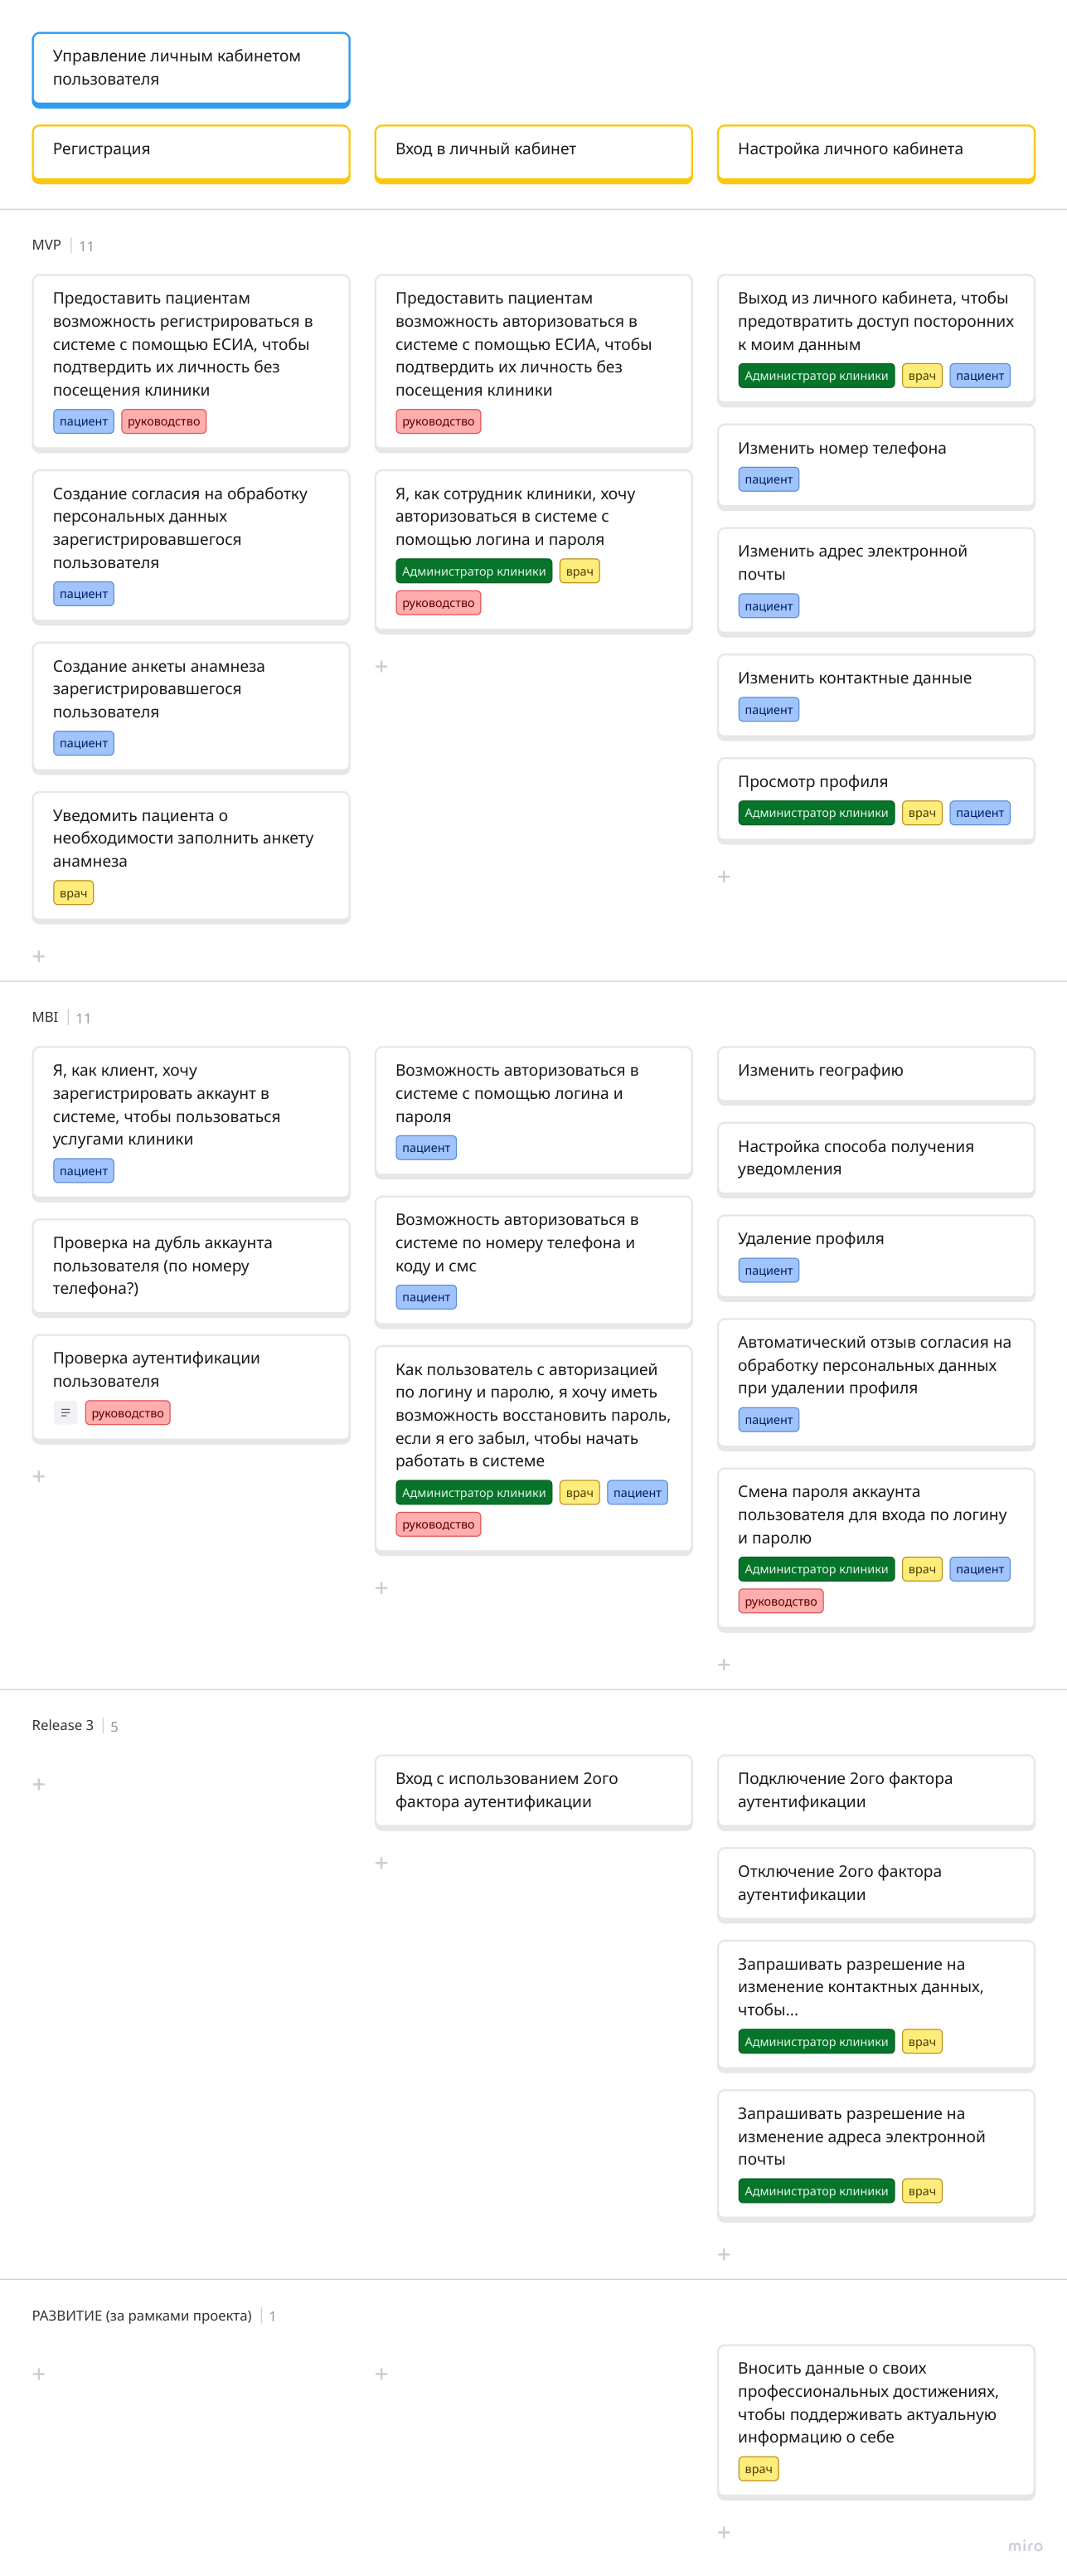 Управление личным кабинетом
пользователя
Регистрация
Вход в личный кабинет
Настройка личного кабинета
MVP 11
Предоставить пациентам
возможность регистрироваться в
системе с помощью ЕСИА, чтобы
подтвердить их личность без
посещения клиники
пациент руководство
Создание согласия на обработку
персональных данных
зарегистрировавшегося
пользователя
пациент
Создание анкеты анамнеза
зарегистрировавшегося
пользователя
пациент
Уведомить пациента о
необходимости заполнить анкету
анамнеза
врач
Предоставить пациентам
возможность авторизоваться в
системе с помощью ЕСИА, чтобы
подтвердить их личность без
посещения клиники
руководство
Я, как сотрудник клиники, хочу
авторизоваться в системе с
помощью логина и пароля
Администратор клиники врач
руководство
Выход из личного кабинета, чтобы
предотвратить доступ посторонних
к моим данным
Администратор клиники врач пациент
Изменить номер телефона
пациент
Изменить адрес электронной
почты
пациент
Изменить контактные данные
пациент
Просмотр профиля
Администратор клиники врач пациент
MBI 11
Я, как клиент, хочу
зарегистрировать аккаунт в
системе, чтобы пользоваться
услугами клиники
пациент
Проверка на дубль аккаунта
пользователя (по номеру
телефона?)
Проверка аутентификации
пользователя
руководство
Возможность авторизоваться в
системе с помощью логина и
пароля
пациент
Возможность авторизоваться в
системе по номеру телефона и
коду и смс
пациент
Как пользователь с авторизацией
по логину и паролю, я хочу иметь
возможность восстановить пароль,
если я его забыл, чтобы начать
работать в системе
Администратор клиники врач пациент
руководство
Изменить географию
Настройка способа получения
уведомления
Удаление профиля
пациент
Автоматический отзыв согласия на
обработку персональных данных
при удалении профиля
пациент
Смена пароля аккаунта
пользователя для входа по логину
и паролю
Администратор клиники врач пациент
руководство
Release 3 5
Вход с использованием 2ого
фактора аутентификации
Подключение 2ого фактора
аутентификации
Отключение 2ого фактора
аутентификации
Запрашивать разрешение на
изменение контактных данных,
чтобы...
Администратор клиники врач
Запрашивать разрешение на
изменение адреса электронной
почты
Администратор клиники врач
РАЗВИТИЕ (за рамками проекта) 1
Вносить данные о своих
профессиональных достижениях,
чтобы поддерживать актуальную
информацию о себе
врач
miro